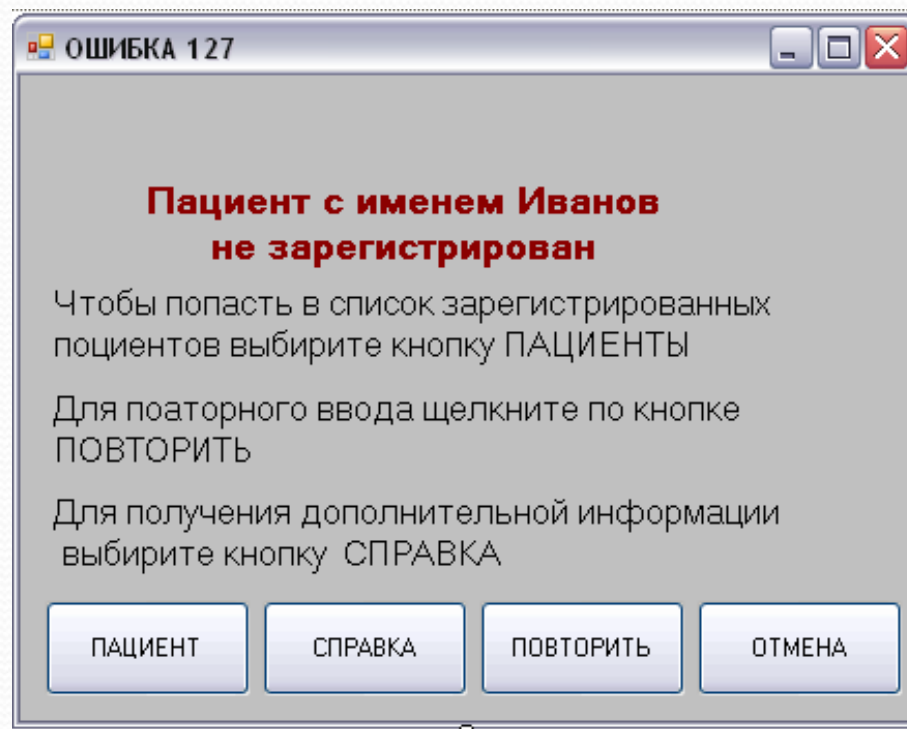 ОШИБКА 127
Пациент с именем Иванов
не зарегистрирован
Чтобы попасть в список зарегистрированных
поциентов выбирите кнопку ПАЦИЕНТЫ
Для поаторного ввода щелкните по кнопке
ПОВТОРИТЬ
Для получения дополнительной информации
выбирите кнопку СПРАВКА
ПАЦИЕНТ СПРАВКА ПОВТОРИТЬ ОТМЕНА